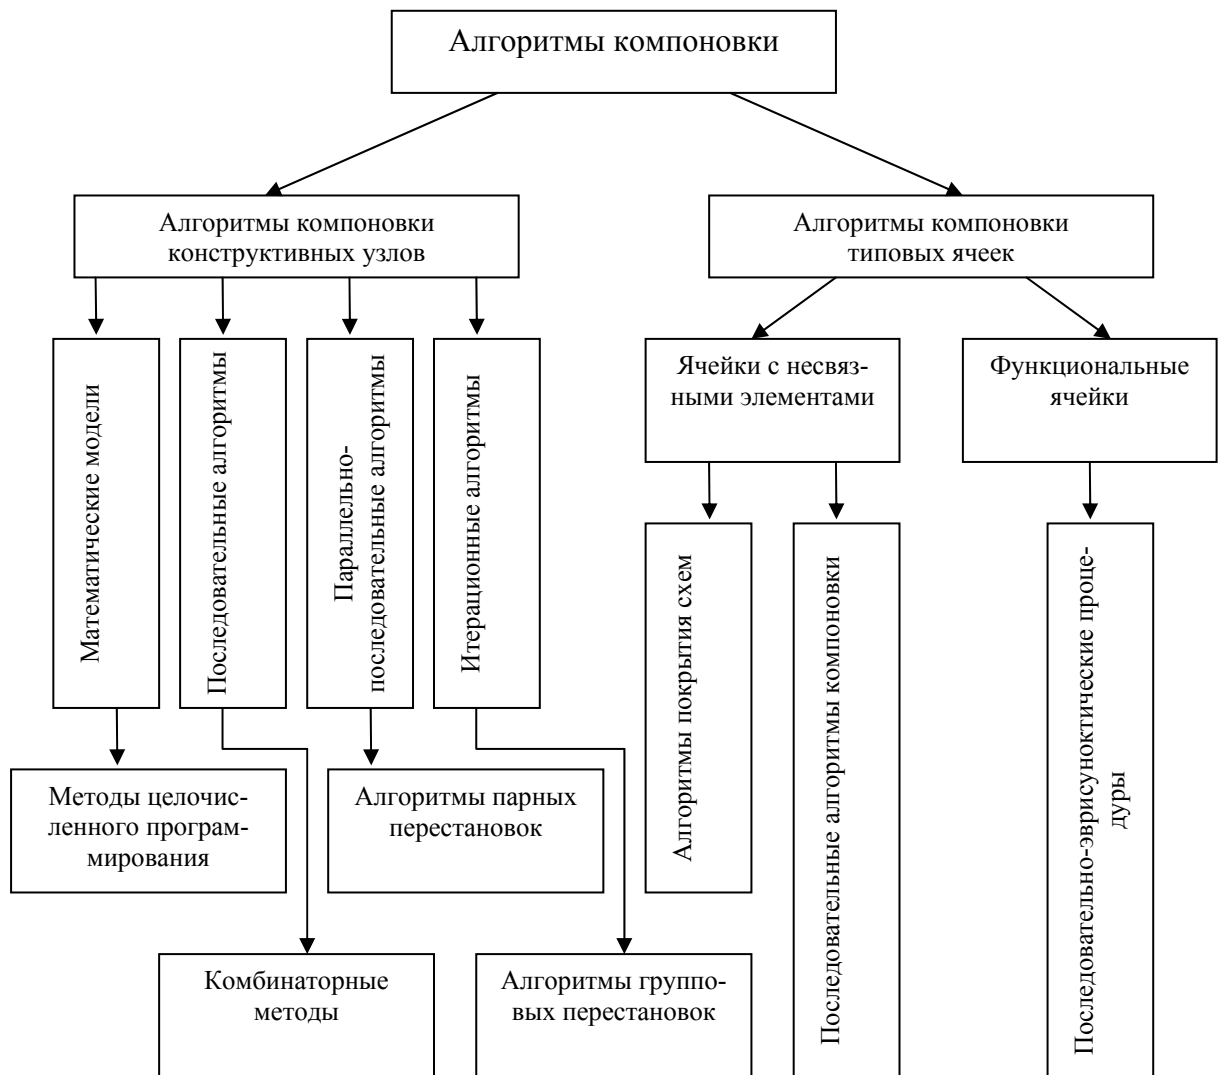 Алгоритмы компоновки
Алгоритмы компоновки
конструктивных узлов
Алгоритмы компоновки
типовых ячеек
Математические модели
Последовательные алгоритмы
Параллельно-
последовательные алгоритмы
Итерационные алгоритмы
Ячейки с несвяз-
ными элементами
Функциональные
ячейки
Алгоритмы покрытия схем
Последовательные алгоритмы компоновки
Последовательно-эврисуноктические проце-
дуры
Методы целочис-
ленного програм-
мирования
Алгоритмы парных
перестановок
Комбинаторные
методы
Алгоритмы группо-
вых перестановок